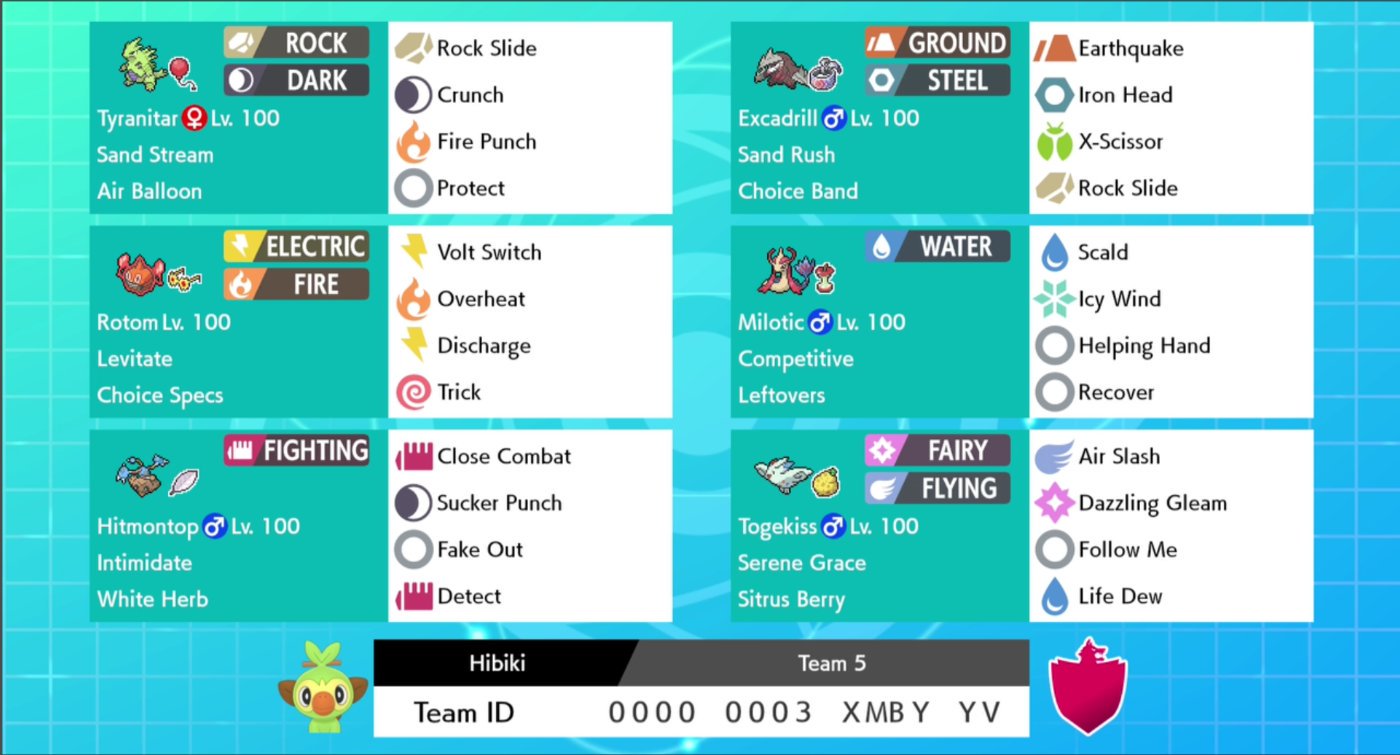 ROCK
DARK
Tyranitar ♀ Lv. 100
Sand Stream
Air Balloon
Rock Slide
Crunch
Fire Punch
Protect
GROUND
STEEL
Excadrill ♂ Lv. 100
Sand Rush
Choice Band
Earthquake
Iron Head
X-Scissor
Rock Slide
ELECTRIC
FIRE
Rotom Lv. 100
Levitate
Choice Specs
Volt Switch
Overheat
Discharge
Trick
WATER
Milotic ♂ Lv. 100
Competitive
Leftovers
Scald
Icy Wind
Helping Hand
Recover
FIGHTING
Hitmontop ♂ Lv. 100
Intimidate
White Herb
Close Combat
Sucker Punch
Fake Out
Detect
FAIRY
FLYING
Togekiss ♂ Lv. 100
Serene Grace
Sitrus Berry
Air Slash
Dazzling Gleam
Follow Me
Life Dew
Hibiki
Team 5
Team ID 0000 0003 XMBY YV